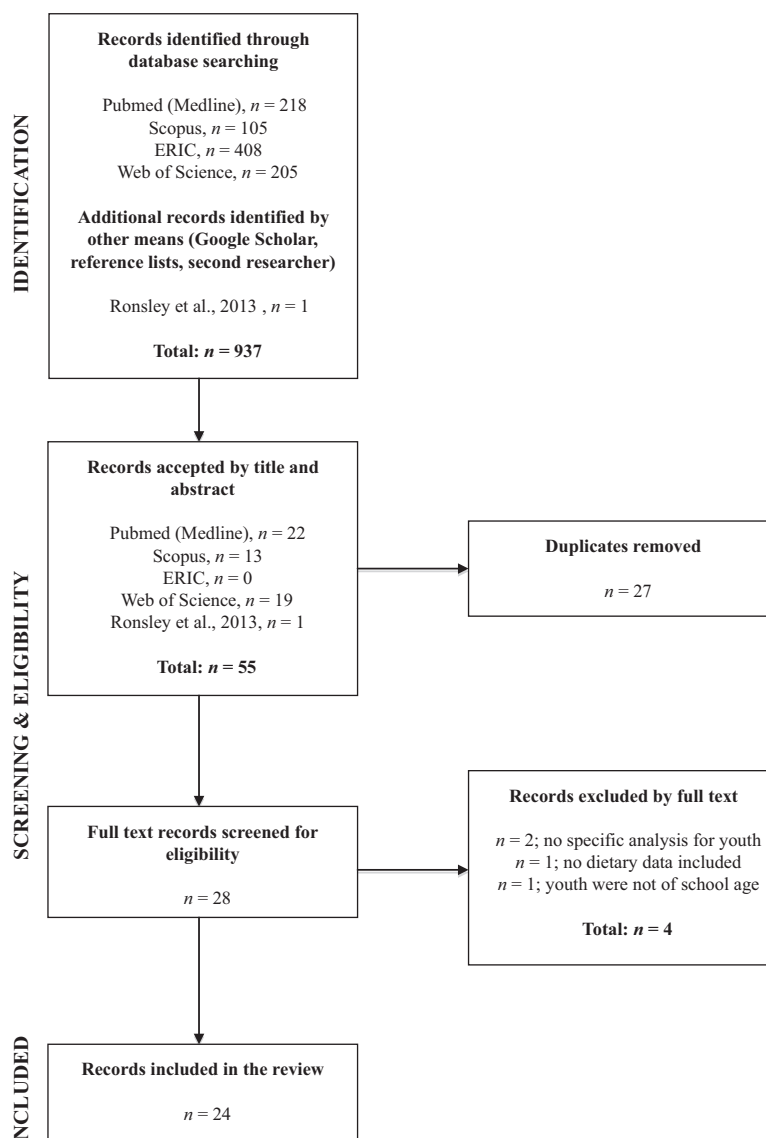 IDENTIFICATION
Records identified through
database searching
Pubmed (Medline), n = 218
Scopus, n = 105
ERIC, n = 408
Web of Science, n = 205
Additional records identified by
other means (Google Scholar,
reference lists, second researcher)
Ronsley et al., 2013 , n = 1
Total: n = 937
SCREENING & ELIGIBILITY
Records accepted by title and
abstract
Pubmed (Medline), n = 22
Scopus, n = 13
ERIC, n = 0
Web of Science, n = 19
Ronsley et al., 2013, n = 1
Total: n = 55
Duplicates removed
n = 27
Full text records screened for
eligibility
n = 28
Records excluded by full text
n = 2; no specific analysis for youth
n = 1; no dietary data included
n = 1; youth were not of school age
Total: n = 4
NCLUDED
Records included in the review
n = 24